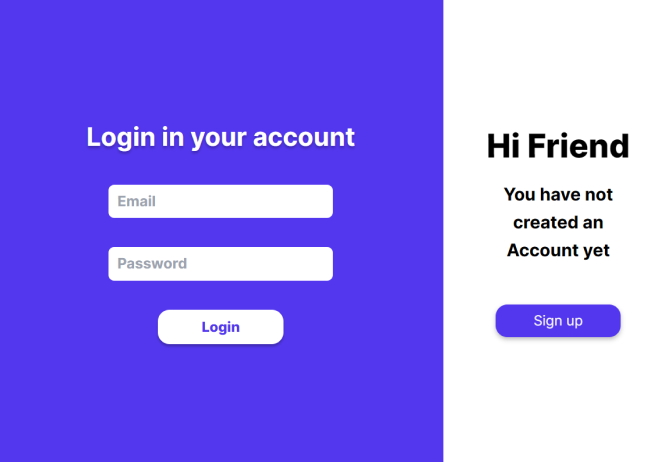 Login in your account
Email
Password
Login
Hi Friend
You have not
created an
Account yet
Sign up